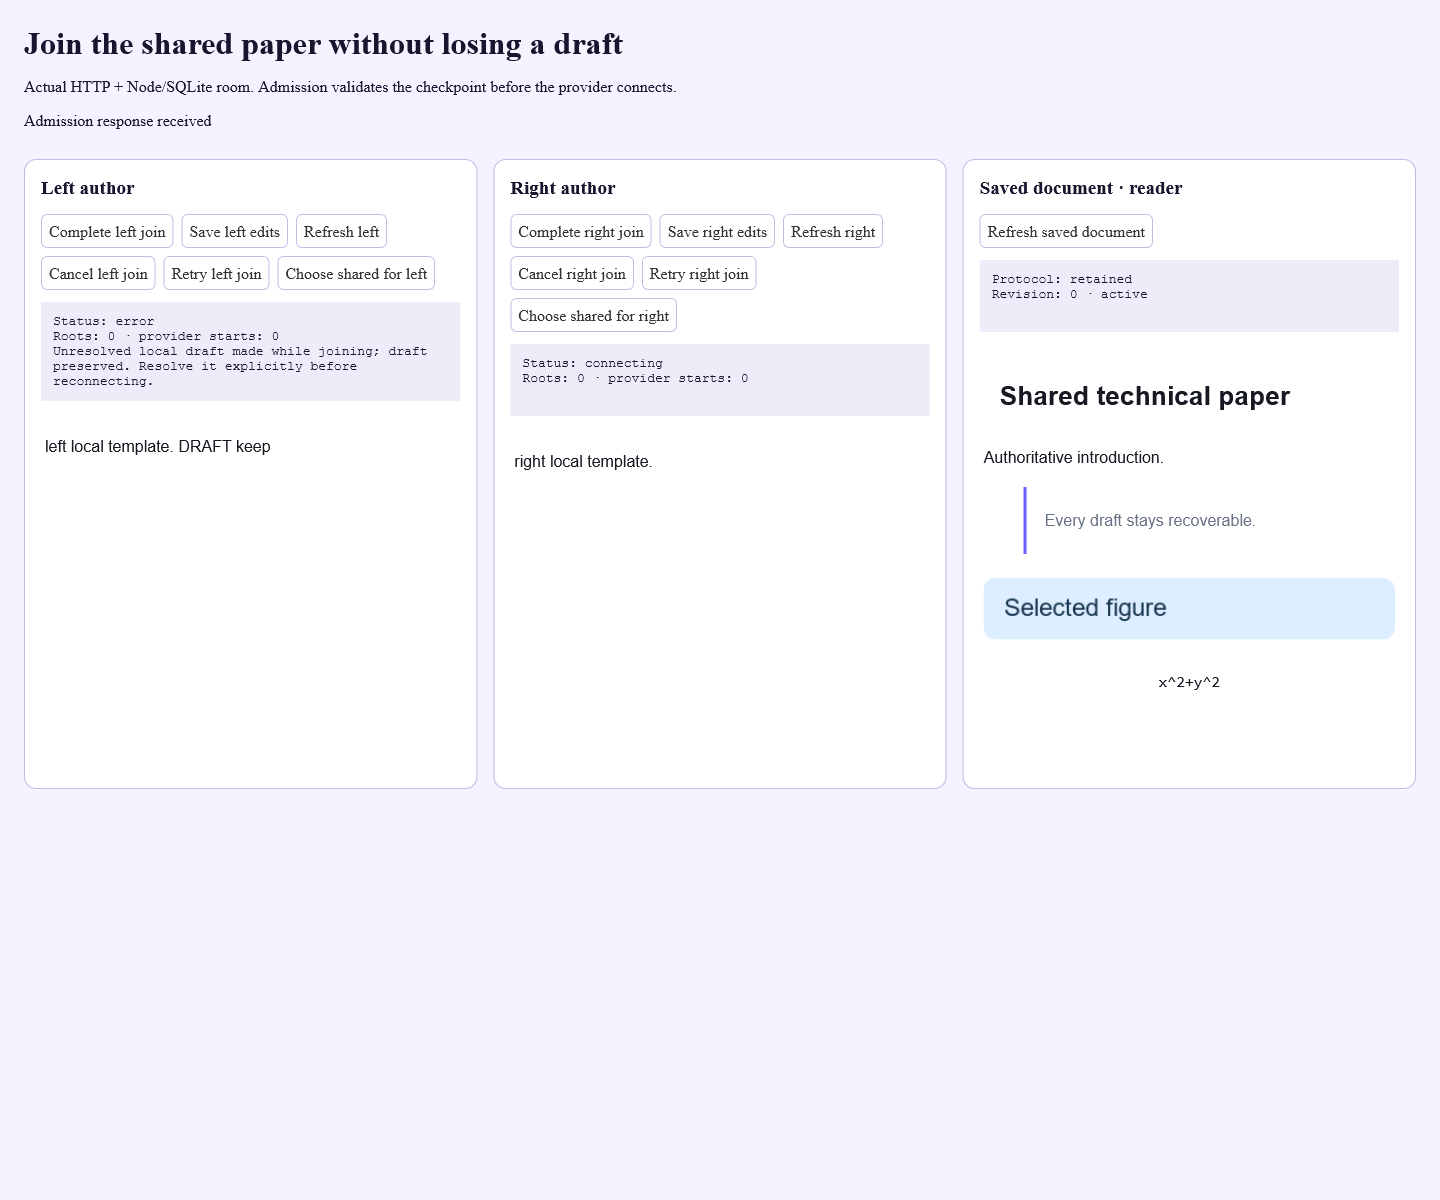 Join the shared paper without losing a draft
Actual HTTP + Node/SQLite room. Admission validates the checkpoint before the provider connects.
Admission response received
Left author
Complete left join
Save left edits
Refresh left
Cancel left join
Retry left join
Choose shared for left
Status: error
Roots: 0 · provider starts: 0
Unresolved local draft made while joining; draft
preserved. Resolve it explicitly before
reconnecting.
left local template. DRAFT keep
Right author
Complete right join
Save right edits
Refresh right
Cancel right join
Retry right join
Choose shared for right
Status: connecting
Roots: 0 · provider starts: 0
right local template.
Saved document · reader
Refresh saved document
Protocol: retained
Revision: 0 · active
Shared technical paper
Authoritative introduction.
Every draft stays recoverable.
Selected figure
x^2+y^2